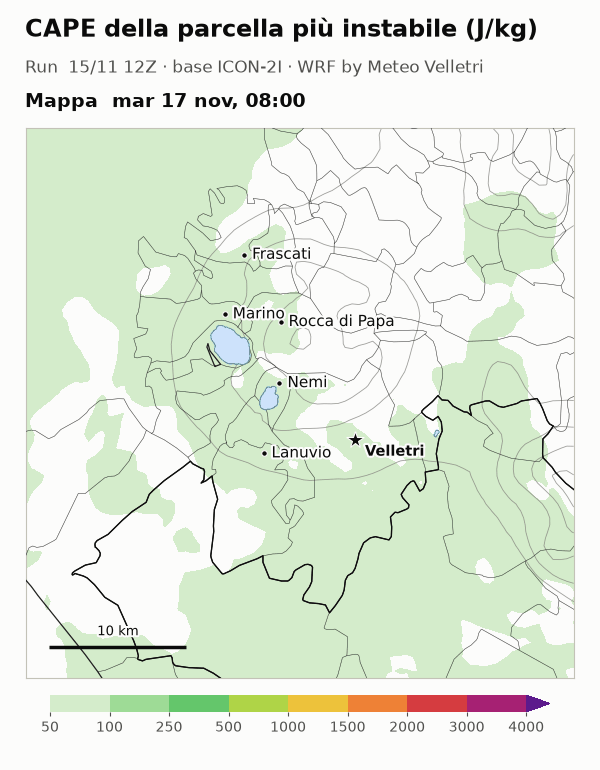 CAPE della parcella più instabile (J/kg)
Run  15/11 12Z · base ICON-2I · WRF by Meteo Velletri
Mappa  mar 17 nov, 08:00
Frascati
Marino
Rocca di Papa
Nemi
Velletri
Lanuvio
10 km
50 100 250 500 1000 1500 2000 3000 4000